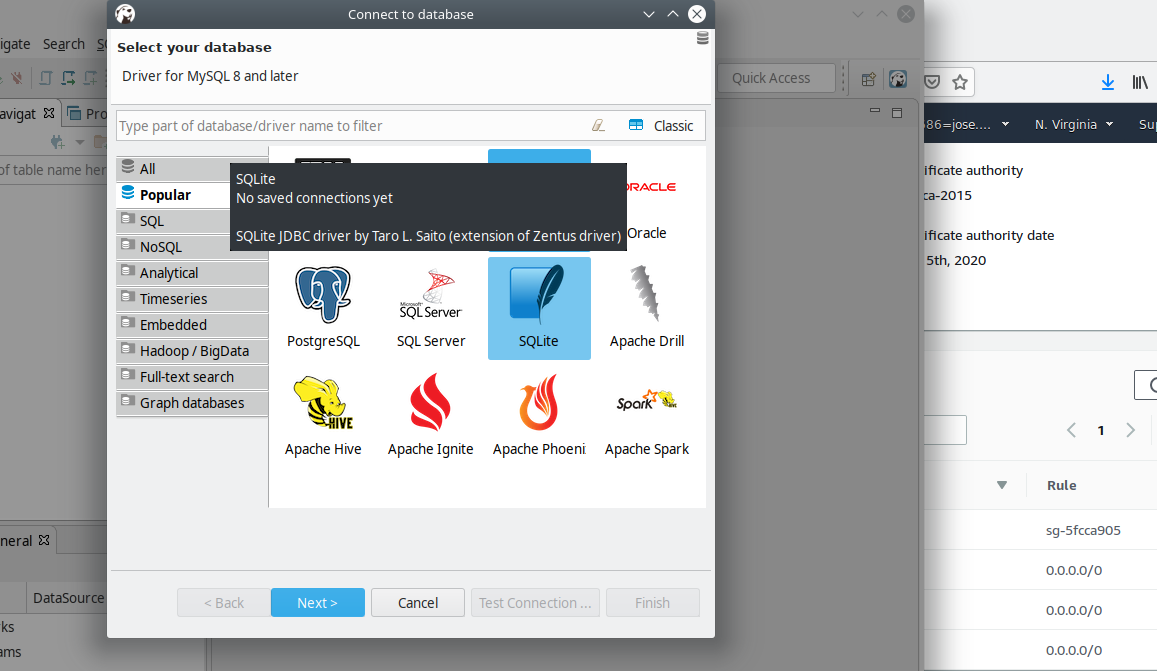 Connect to database
Select your database
Driver for MySQL 8 and later
Type part of database/driver name to filter
Classic
All
Popular
SQL
NoSQL
Analytical
Timeseries
Embedded
Hadoop / BigData
Full-text search
Graph databases
SQLite
No saved connections yet
SQLite JDBC driver by Taro L. Saito (extension of Zentus driver)
ORACLE
Oracle
PostgreSQL
Microsoft
SQL Server
SQL Server
SQLite
Apache Drill
HIVE
Spark
Apache Hive
Apache Ignite
Apache Phoeni
Apache Spark
< Back
Next >
Cancel
Test Connection ...
Finish
igate
Search
avigat
Pro
of table name her
Quick Access
neral
DataSource
rks
ams
86=jose....
N. Virginia
Sup
ificate authority
ca-2015
ificate authority date
5th, 2020
1
Rule
sg-5fcca905
0.0.0.0/0
0.0.0.0/0
0.0.0.0/0